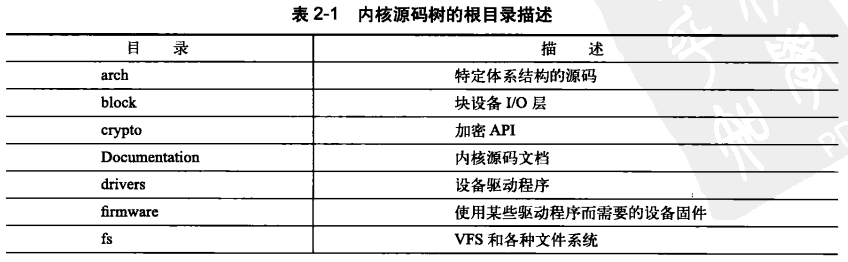 表 2-1 内核源码树的根目录描述
目 录 描 述
arch 特定体系结构的源码
block 块设备 I/O 层
crypto 加密 API
Documentation 内核源码文档
drivers 设备驱动程序
firmware 使用某些驱动程序而需要的设备固件
fs VFS 和各种文件系统